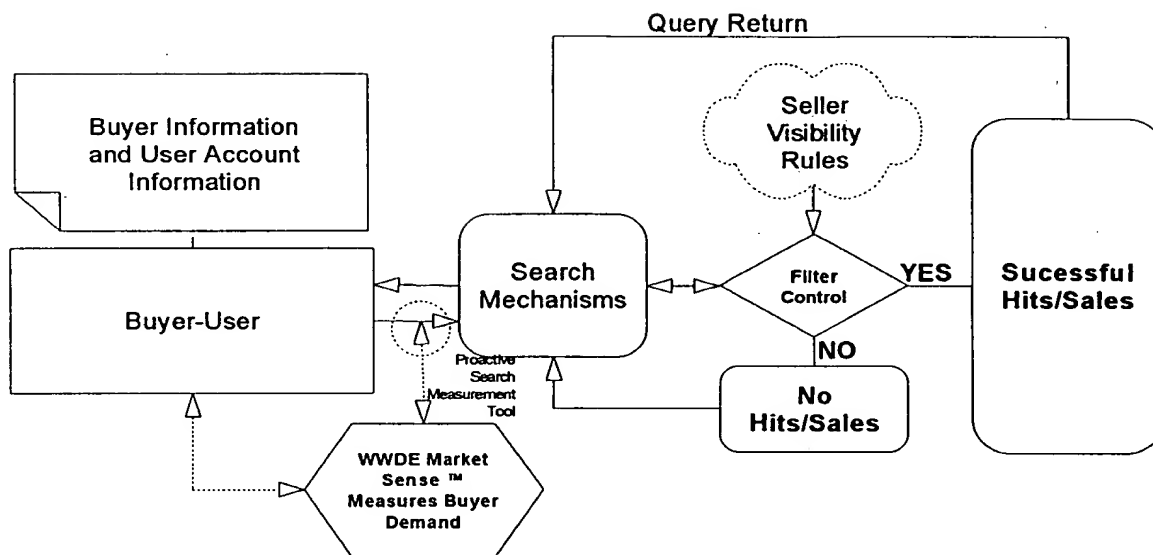 Query Return
Buyer Information
and User Account
Information
Seller
Visibility
Rules
Search
Mechanisms
Filter
Control
YES
Sucessful
Hits/Sales
Buyer-User
NO
Proactive
Search
Measurement
Tool
No
Hits/Sales
WWDE Market
Sense ™
Measures Buyer
Demand